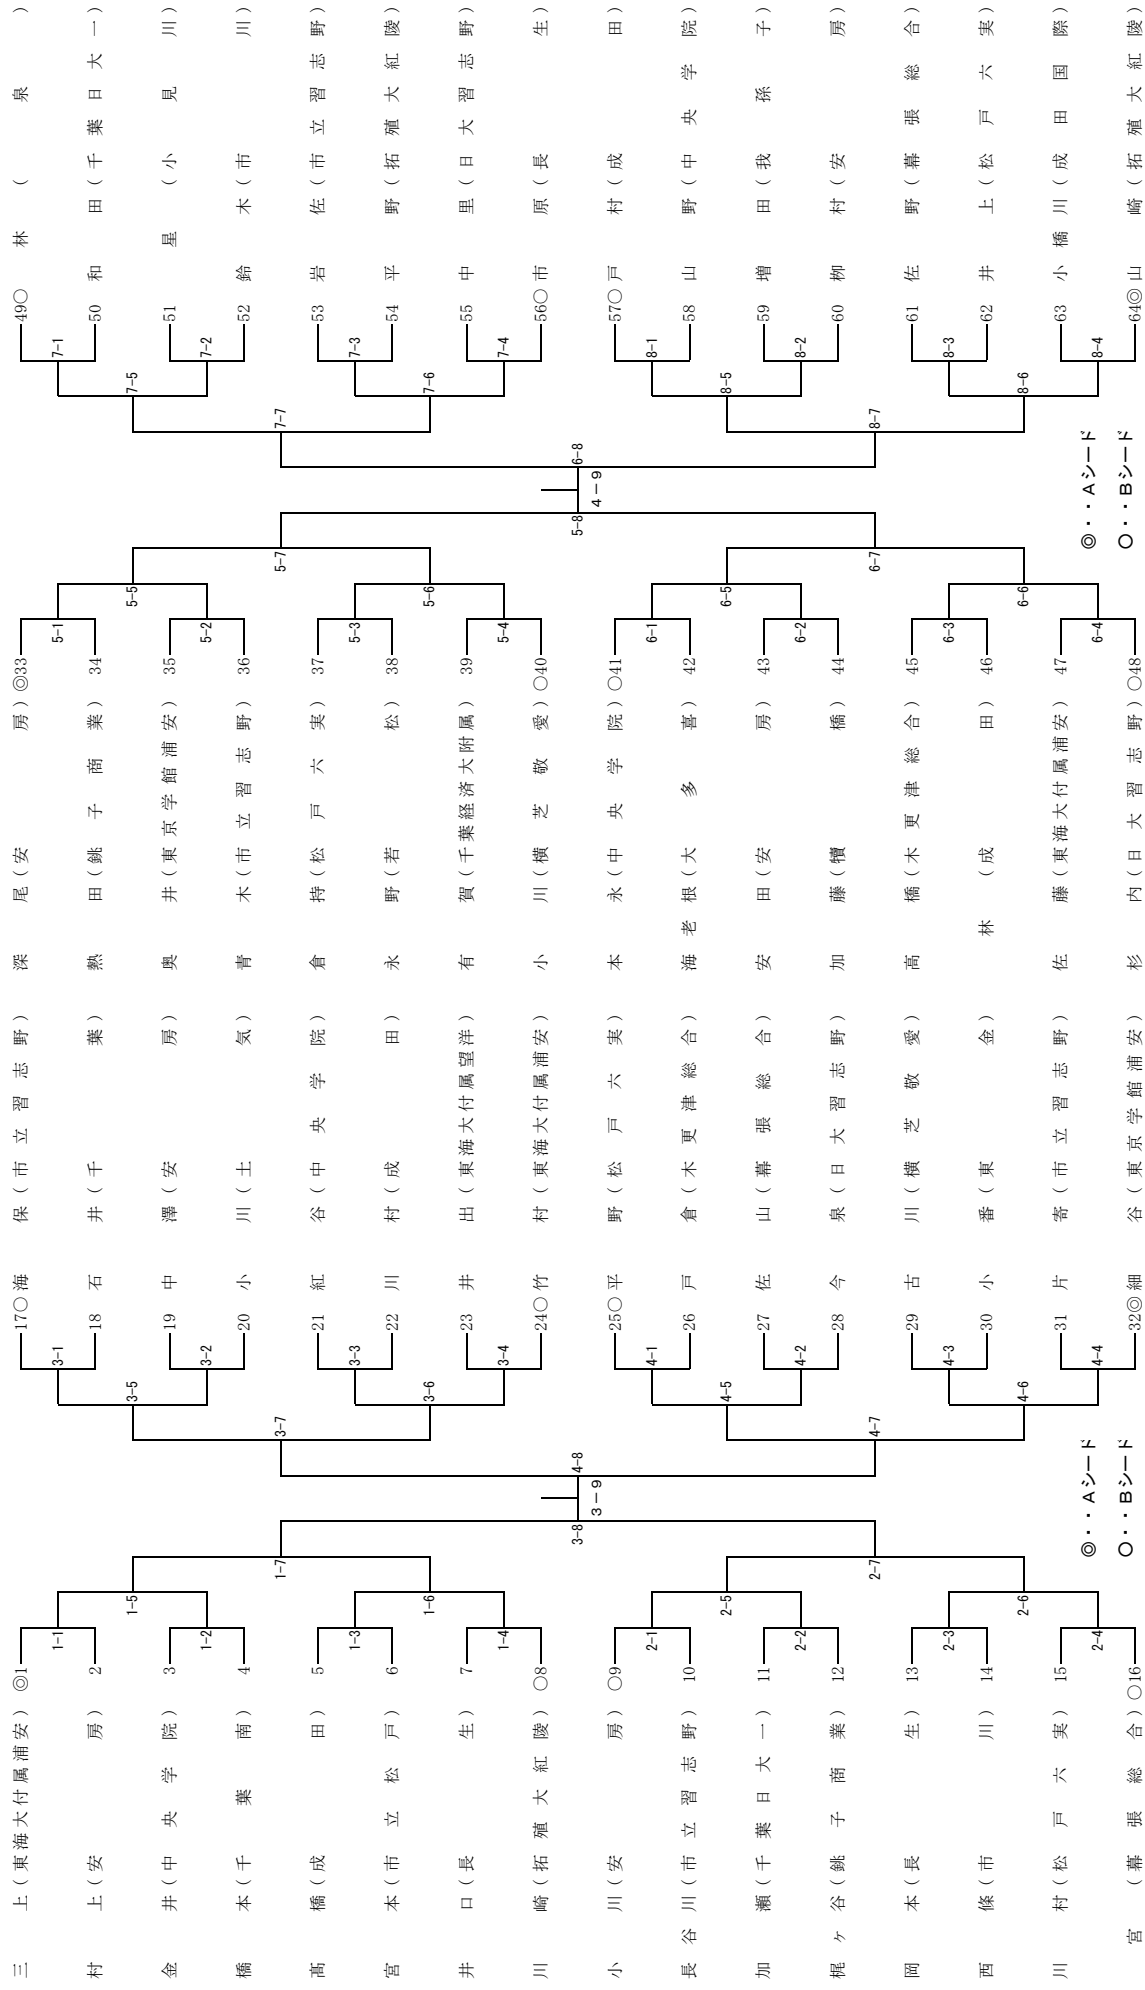 三上（東海大付属浦安） ◎1
村上（安房） 2
金井（中央学院） 3
橋本（千葉南） 4
髙橋（成田） 5
宮本（市立松戸） 6
井口（長生） 7
川崎（拓殖大紅陵） ○8
小川（安房） ○9
長谷川（市立習志野） 10
加瀬（千葉日大一） 11
梶ヶ谷（銚子商業） 12
岡本（長生） 13
西條（市川） 14
川村（松戸六実） 15
宮（幕張総合） ○16
1-1
1-2
1-3
1-4
2-1
2-2
2-3
2-4
1-5
1-6
2-5
2-6
1-7
2-7
3-8
3－9
4-8
3-7
4-7
3-5
3-6
4-5
4-6
3-1
3-2
3-3
3-4
4-1
4-2
4-3
4-4
◎・・Aシード
○・・Bシード
17○海保（市立習志野）
18 石井（千葉）
19 中澤（安房）
20 小川（土気）
21 紅谷（中央学院）
22 川村（成田）
23 井出（東海大付属望洋）
24○竹村（東海大付属浦安）
25○平野（松戸六実）
26 戸倉（木更津総合）
27 佐山（幕張総合）
28 今泉（日大習志野）
29 古川（横芝敬愛）
30 小番（東金）
31 片寄（市立習志野）
32◎細谷（東京学館浦安）
深尾（安房）◎33
熱田（銚子商業） 34
奥井（東京学館浦安） 35
青木（市立習志野） 36
倉持（松戸六実） 37
永野（若松） 38
有賀（千葉経済大附属） 39
小川（横芝敬愛）○40
本永（中央学院）○41
海老根（大多喜） 42
安田（安房） 43
加藤（犢橋） 44
高橋（木更津総合） 45
林（成田） 46
佐藤（東海大付属浦安） 47
杉内（日大習志野）○48
5-1
5-2
5-3
5-4
6-1
6-2
6-3
6-4
5-5
5-6
6-5
6-6
5-7
6-7
5-8
4－9
6-8
7-7
8-7
7-5
7-6
8-5
8-6
7-1
7-2
7-3
7-4
8-1
8-2
8-3
8-4
◎・・Aシード
○・・Bシード
49○林（泉）
50 和田（千葉日大一）
51 星（小見川）
52 鈴木（市川）
53 岩佐（市立習志野）
54 平野（拓殖大紅陵）
55 中里（日大習志野）
56○市原（長生）
57○戸村（成田）
58 山野（中央学院）
59 増田（我孫子）
60 柳村（安房）
61 佐野（幕張総合）
62 井上（松戸六実）
63 小橋川（成田国際）
64◎山崎（拓殖大紅陵）